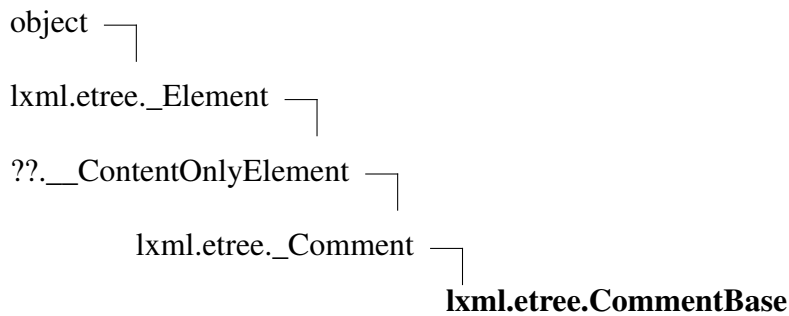 object
lxml.etree._Element
??.__ContentOnlyElement
lxml.etree._Comment
lxml.etree.CommentBase